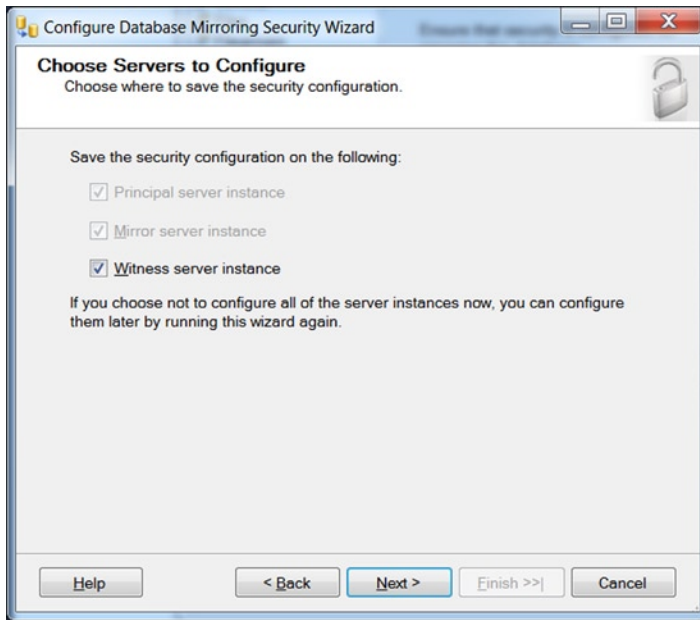 Configure Database Mirroring Security Wizard
Choose Servers to Configure
Choose where to save the security configuration.
Save the security configuration on the following:
Principal server instance
Mirror server instance
Witness server instance
If you choose not to configure all of the server instances now, you can configure
them later by running this wizard again.
Help
< Back
Next >
Finish >>|
Cancel